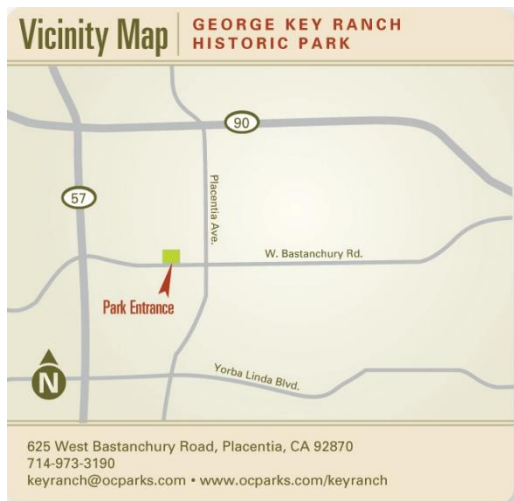 Vicinity Map
GEORGE KEY RANCH
HISTORIC PARK
90
57
Placentia Ave.
W. Bastanchury Rd.
Park Entrance
N
Yorba Linda Blvd.
625 West Bastanchury Road, Placentia, CA 92870
714-973-3190
keyranch@ocparks.com • www.ocparks.com/keyranch